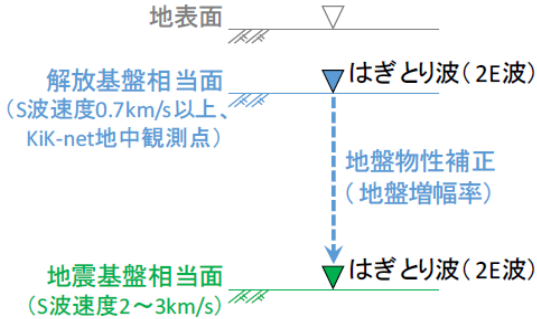 地表面
解放基盤相当面
はぎとり波（2E波）
(S波速度0.7km/s以上、
KiK-net地中観測点）
地盤物性補正
（地盤増幅率）
地震基盤相当面
はぎとり波（2E波）
(S波速度2～3km/s)